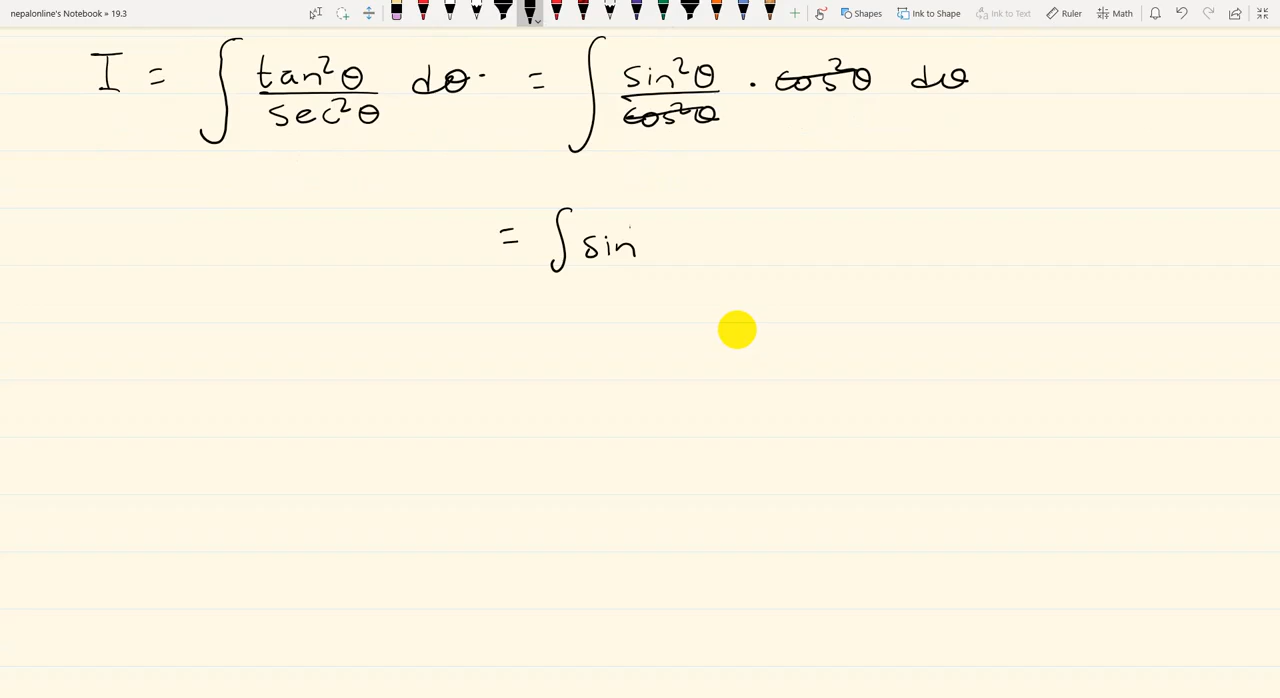 nepalonline's Notebook » 19.3
Shapes Ink to Shape Ink to Text Ruler Math
I = ∫ tan²θ/sec²θ dθ. = ∫ sin²θ/cos²θ · cos²θ dθ
= ∫ sin